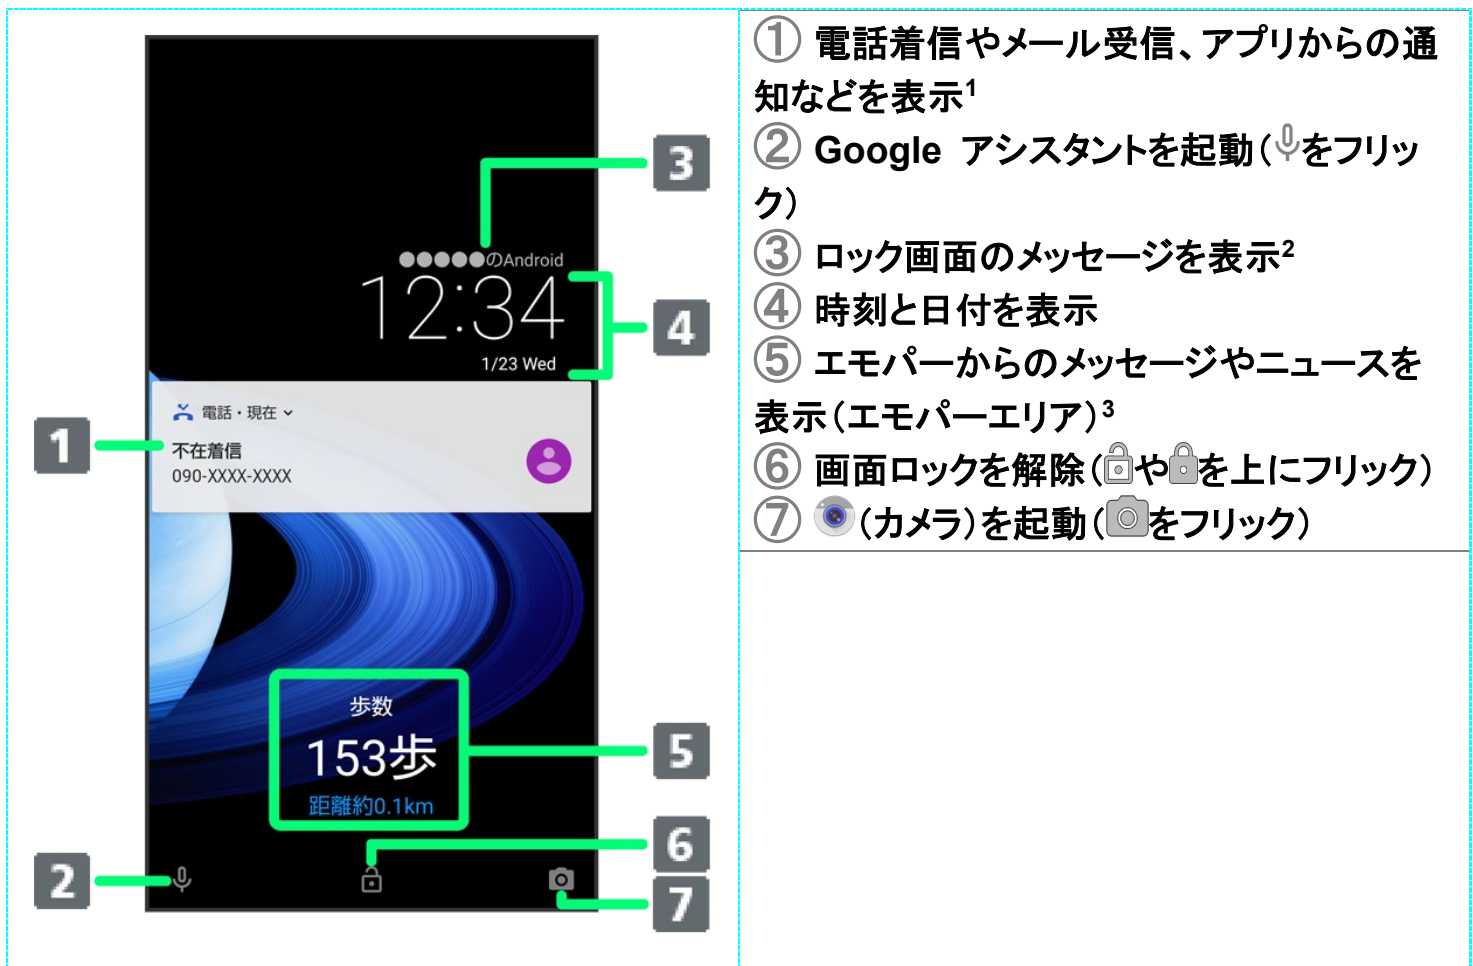 3
●●●●●のAndroid
12:34
4
1/23 Wed
電話・現在
1
不在着信
090-XXXX-XXXX
歩数
153歩
5
距離約0.1km
6
2
7
① 電話着信やメール受信、アプリからの通
知などを表示1
② Google アシスタントを起動(をフリッ
ク)
③ ロック画面のメッセージを表示2
④ 時刻と日付を表示
⑤ エモパーからのメッセージやニュースを
表示(エモパーエリア)3
⑥ 画面ロックを解除(やを上にフリック)
⑦ (カメラ)を起動(をフリック)